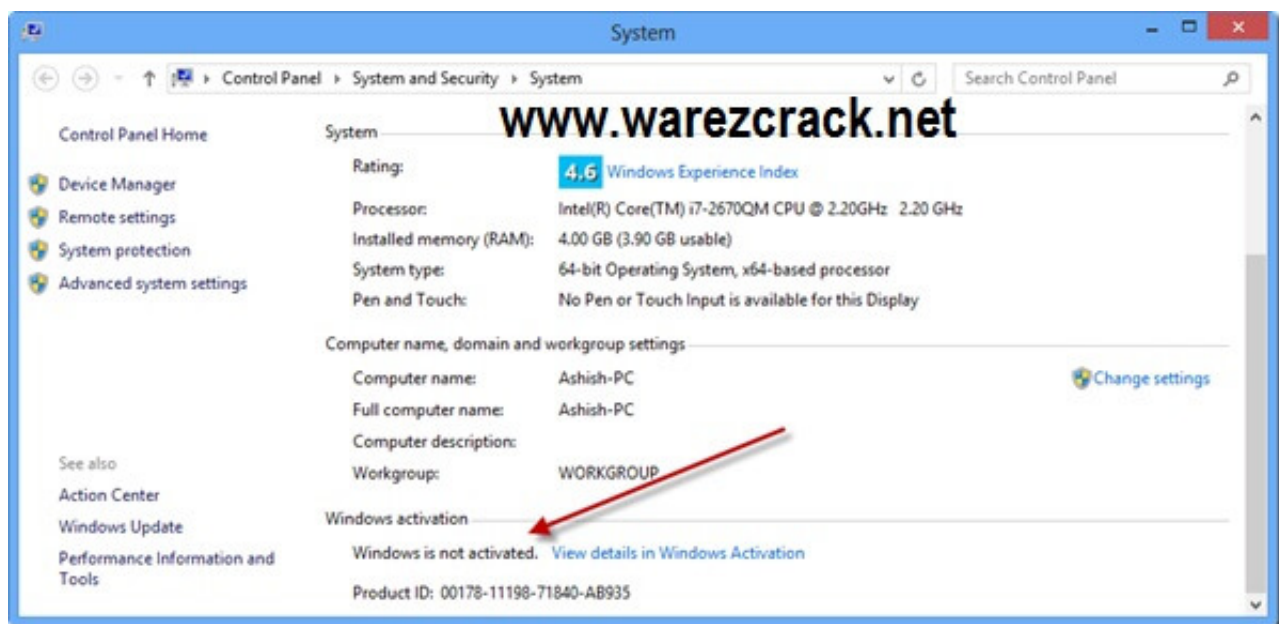 System
Control Panel ▸ System and Security ▸ System
Search Control Panel
www.warezcrack.net
Control Panel Home
Device Manager
Remote settings
System protection
Advanced system settings
See also
Action Center
Windows Update
Performance Information and
Tools
System
Rating: 4.6 Windows Experience Index
Processor: Intel(R) Core(TM) i7-2670QM CPU @ 2.20GHz 2.20 GHz
Installed memory (RAM): 4.00 GB (3.90 GB usable)
System type: 64-bit Operating System, x64-based processor
Pen and Touch: No Pen or Touch Input is available for this Display
Computer name, domain and workgroup settings
Computer name: Ashish-PC
Change settings
Full computer name: Ashish-PC
Computer description:
Workgroup: WORKGROUP
Windows activation
Windows is not activated. View details in Windows Activation
Product ID: 00178-11198-71840-AB935